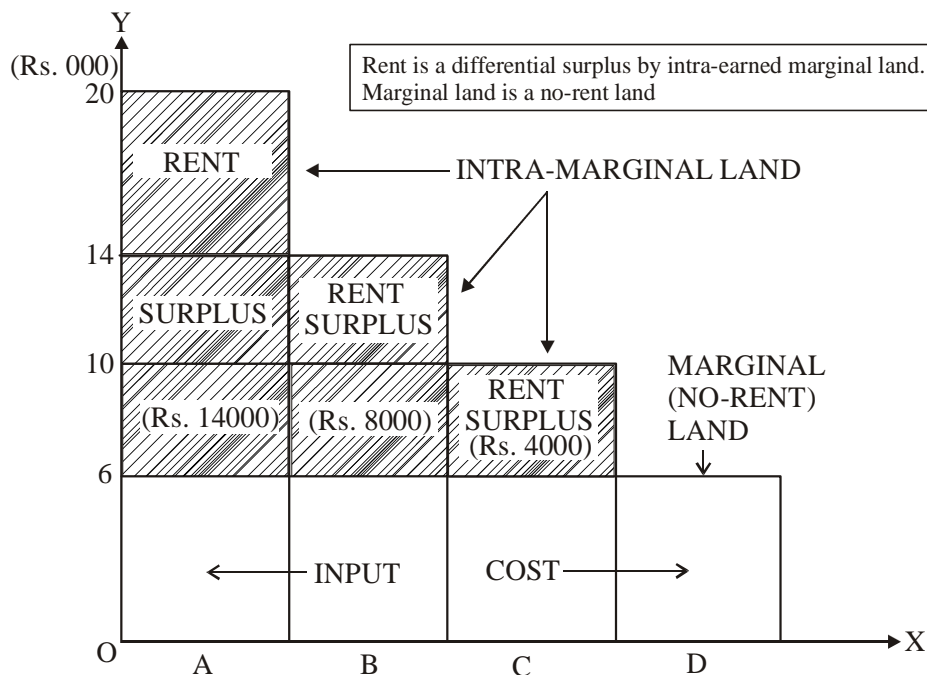 Y
(Rs. 000)
Rent is a differential surplus by intra-earned marginal land.
Marginal land is a no-rent land
20
RENT
INTRA-MARGINAL LAND
14
SURPLUS
RENT
SURPLUS
10
MARGINAL
(NO-RENT)
LAND
(Rs. 14000)
(Rs. 8000)
RENT
SURPLUS
(Rs. 4000)
6
INPUT
COST
O
X
A
B
C
D